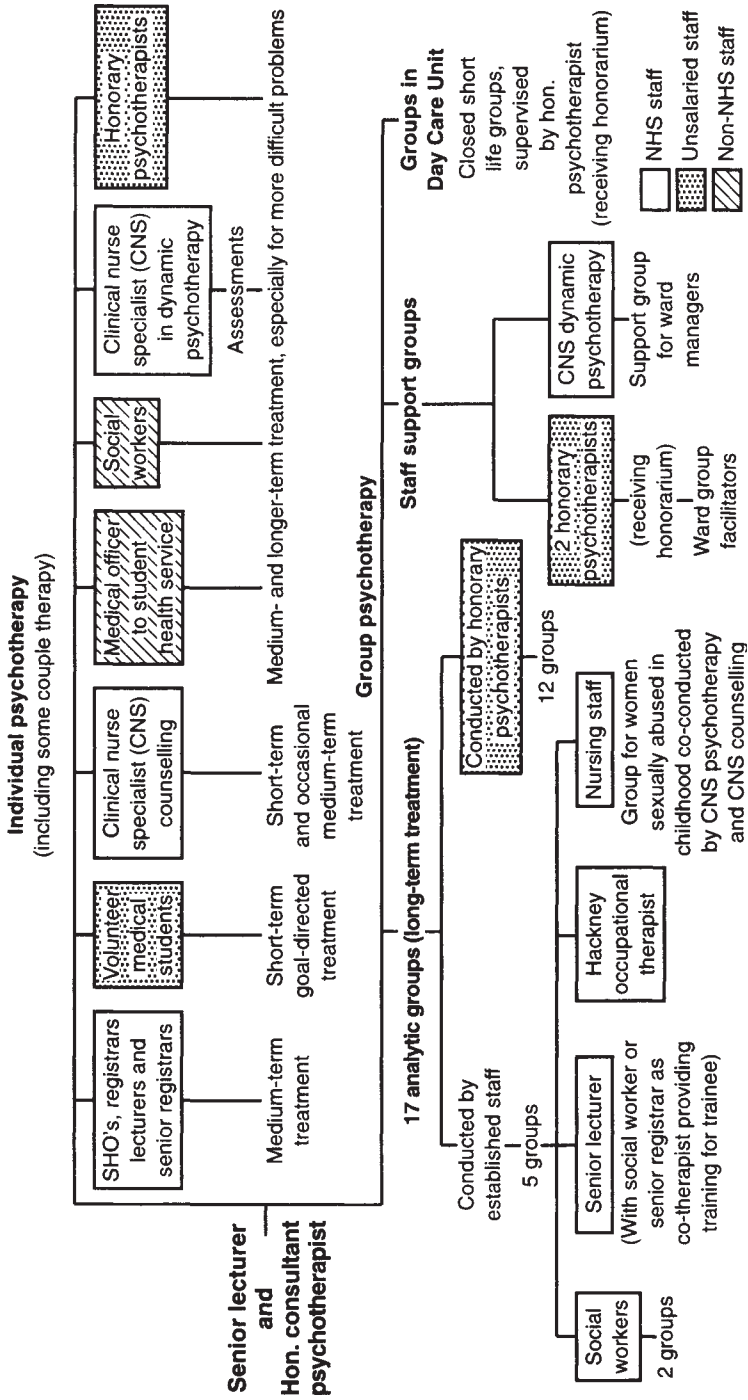 Individual psychotherapy
(including some couple therapy)
SHO's, registrars
lecturers and
senior registrars
Medium-term
treatment
Volunteer
medical
students
Short-term
goal-directed
treatment
Clinical nurse
specialist (CNS)
counselling
Short-term
and occasional
medium-term
treatment
Medical officer
to student
health service
Social
workers
Clinical nurse
specialist (CNS)
in dynamic
psychotherapy
Assessments
Honorary
psychotherapists
Medium- and longer-term treatment, especially for more difficult problems
Senior lecturer
and
Hon. consultant
psychotherapist
Group psychotherapy
17 analytic groups (long-term treatment)
Conducted by
established staff
5 groups
Social
workers
2 groups
Senior lecturer
(With social worker or
senior registrar as
co-therapist providing
training for trainee)
Hackney
occupational
therapist
Nursing staff
Group for women
sexually abused in
childhood co-conducted
by CNS psychotherapy
and CNS counselling
Conducted by honorary
psychotherapists
12 groups
Staff support groups
2 honorary
psychotherapists
(receiving
honorarium)
Ward group
facilitators
CNS dynamic
psychotherapy
Support group
for ward
managers
Groups in
Day Care Unit
Closed short
life groups,
supervised
by hon.
psychotherapist
(receiving honorarium)
NHS staff
Unsalaried staff
Non-NHS staff